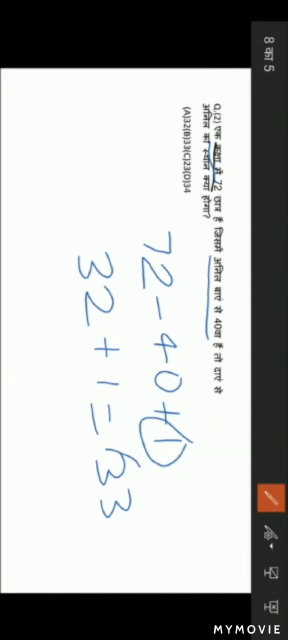 8 का 5
Q.(2) एक कक्षा में 72 छात्र हैं जिसमें अनिल बाएं से 40वा हैं तो दाएं से
अनिल का स्थान क्या होगा?
(A)32(B)33(C)23(D)34
72-40+1
32+1=33
MYMOVIE